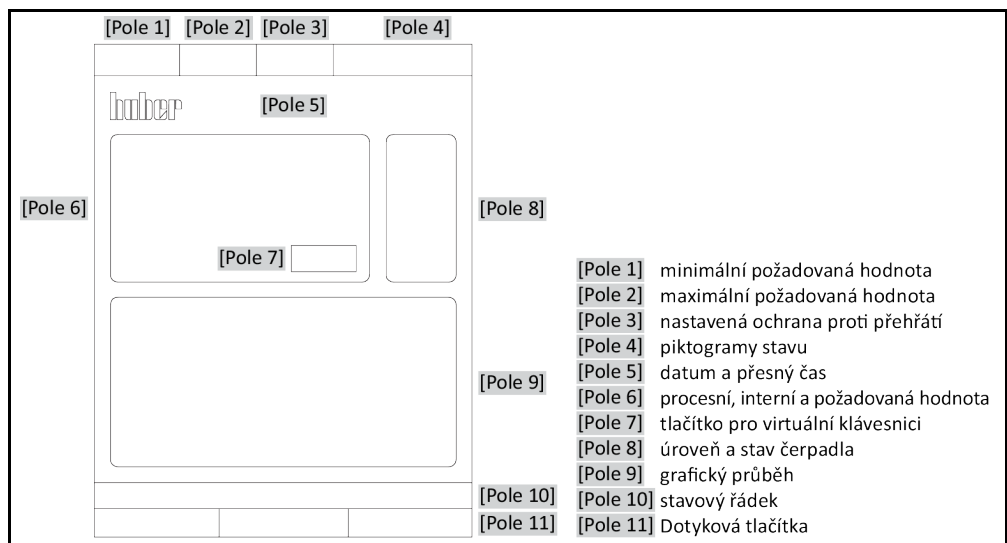 [Pole 1] [Pole 2] [Pole 3] [Pole 4]
huber
[Pole 5]
[Pole 6]
[Pole 8]
[Pole 7]
[Pole 9]
[Pole 10]
[Pole 11]
[Pole 1] minimální požadovaná hodnota
[Pole 2] maximální požadovaná hodnota
[Pole 3] nastavená ochrana proti přehřátí
[Pole 4] piktogramy stavu
[Pole 5] datum a přesný čas
[Pole 6] procesní, interní a požadovaná hodnota
[Pole 7] tlačítko pro virtuální klávesnici
[Pole 8] úroveň a stav čerpadla
[Pole 9] grafický průběh
[Pole 10] stavový řádek
[Pole 11] Dotyková tlačítka